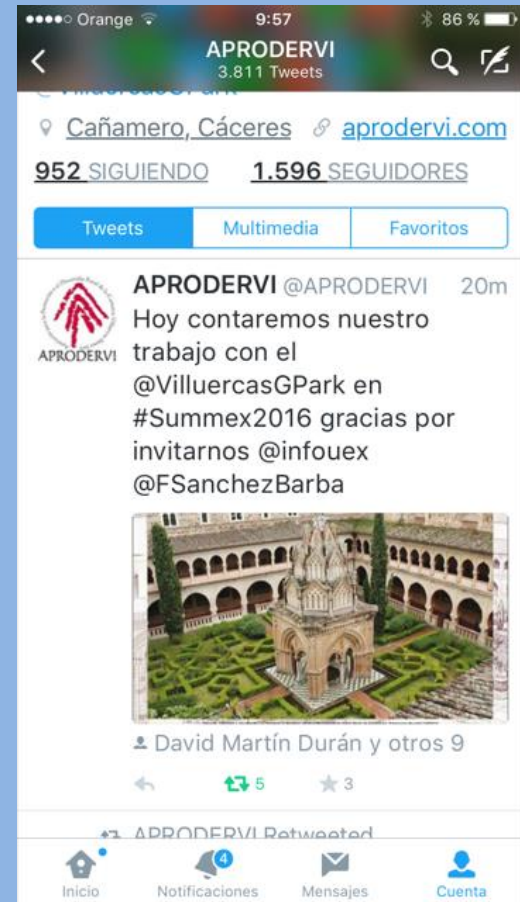 Orange 9:57 86 %
APRODERVI
3.811 Tweets
Cañamero, Cáceres aprodervi.com
952 SIGUIENDO 1.596 SEGUIDORES
Tweets Multimedia Favoritos
APRODERVI @APRODERVI 20m
Hoy contaremos nuestro
trabajo con el
@VilluercasGPark en
#Summex2016 gracias por
invitarnos @infouex
@FSanchezBarba
APRODERVI
David Martín Durán y otros 9
5 3
APRODERVI Retweeted
4
Inicio Notificaciones Mensajes Cuenta